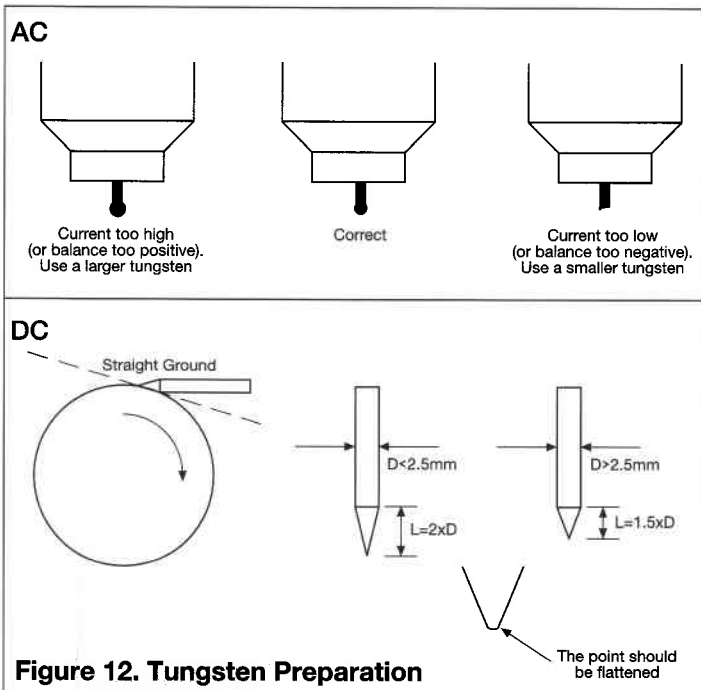 AC
Current too high
(or balance too positive).
Use a larger tungsten
Correct
Current too low
(or balance too negative).
Use a smaller tungsten
DC
Straight Ground
D<2.5mm
L=2xD
D>2.5mm
L=1.5xD
The point should
be flattened
Figure 12. Tungsten Preparation